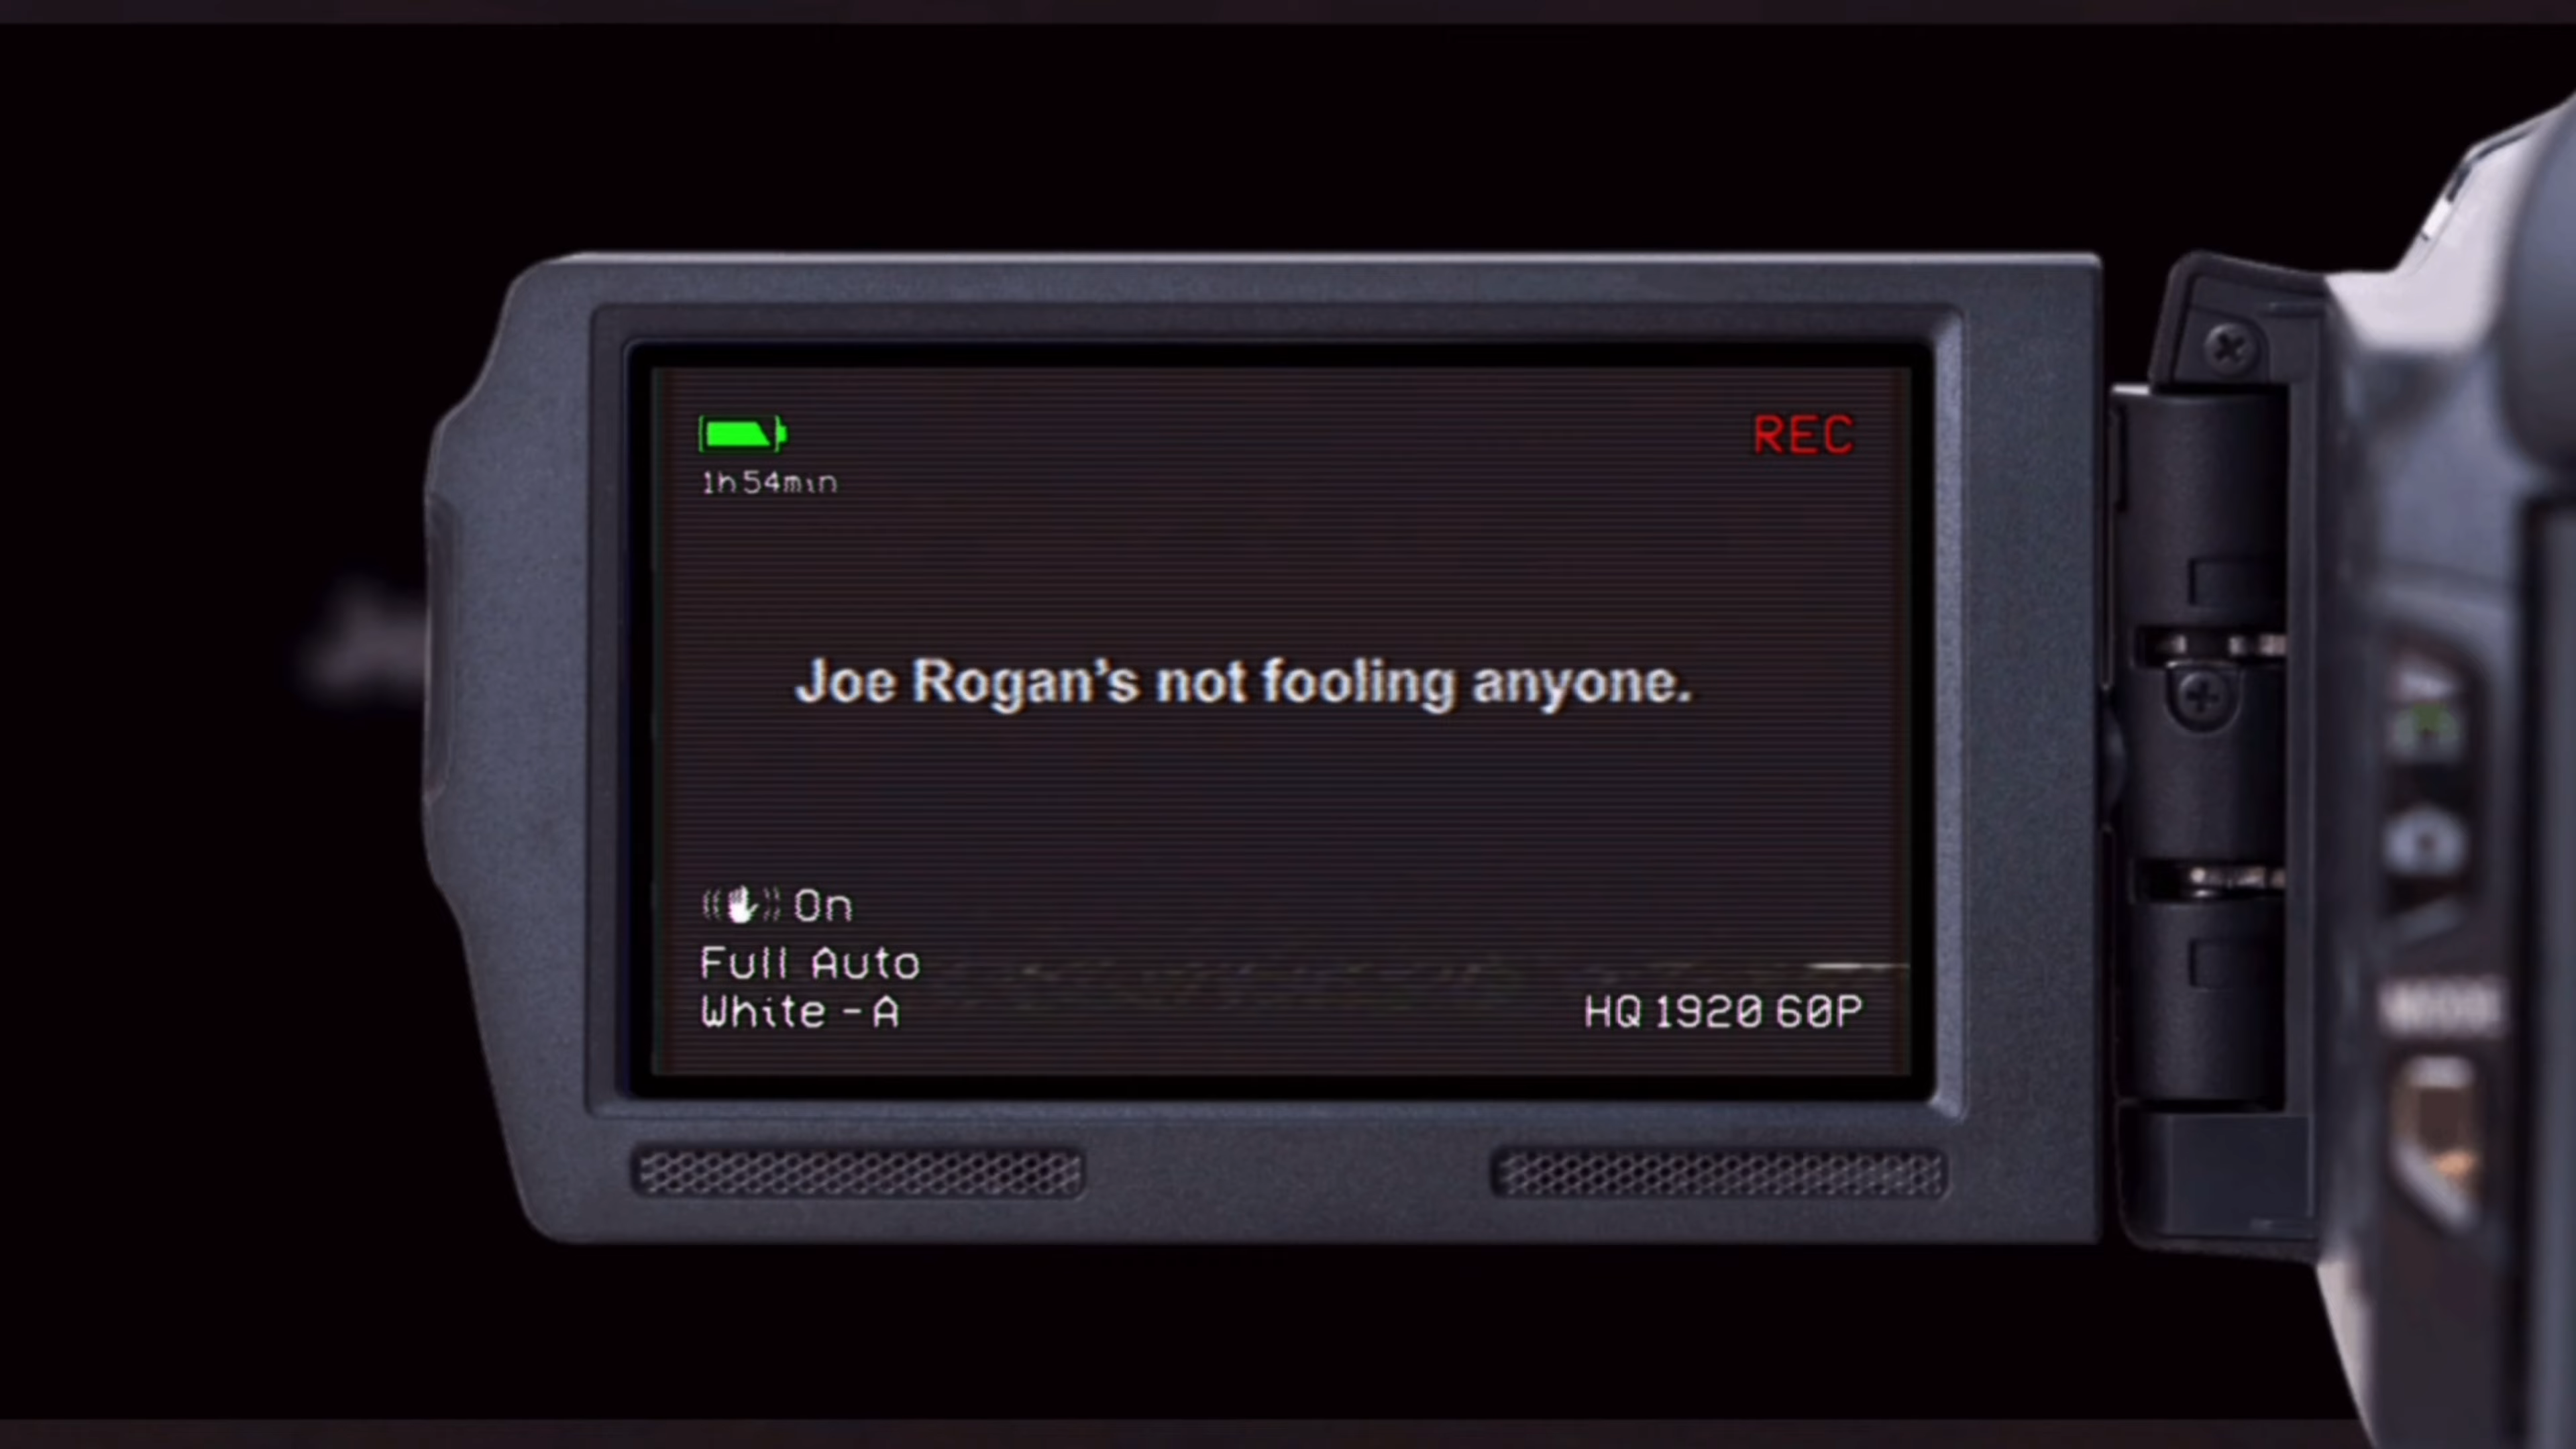 REC
1h54min
Joe Rogan's not fooling anyone.
On
Full Auto
White-A
HQ 1920 60P